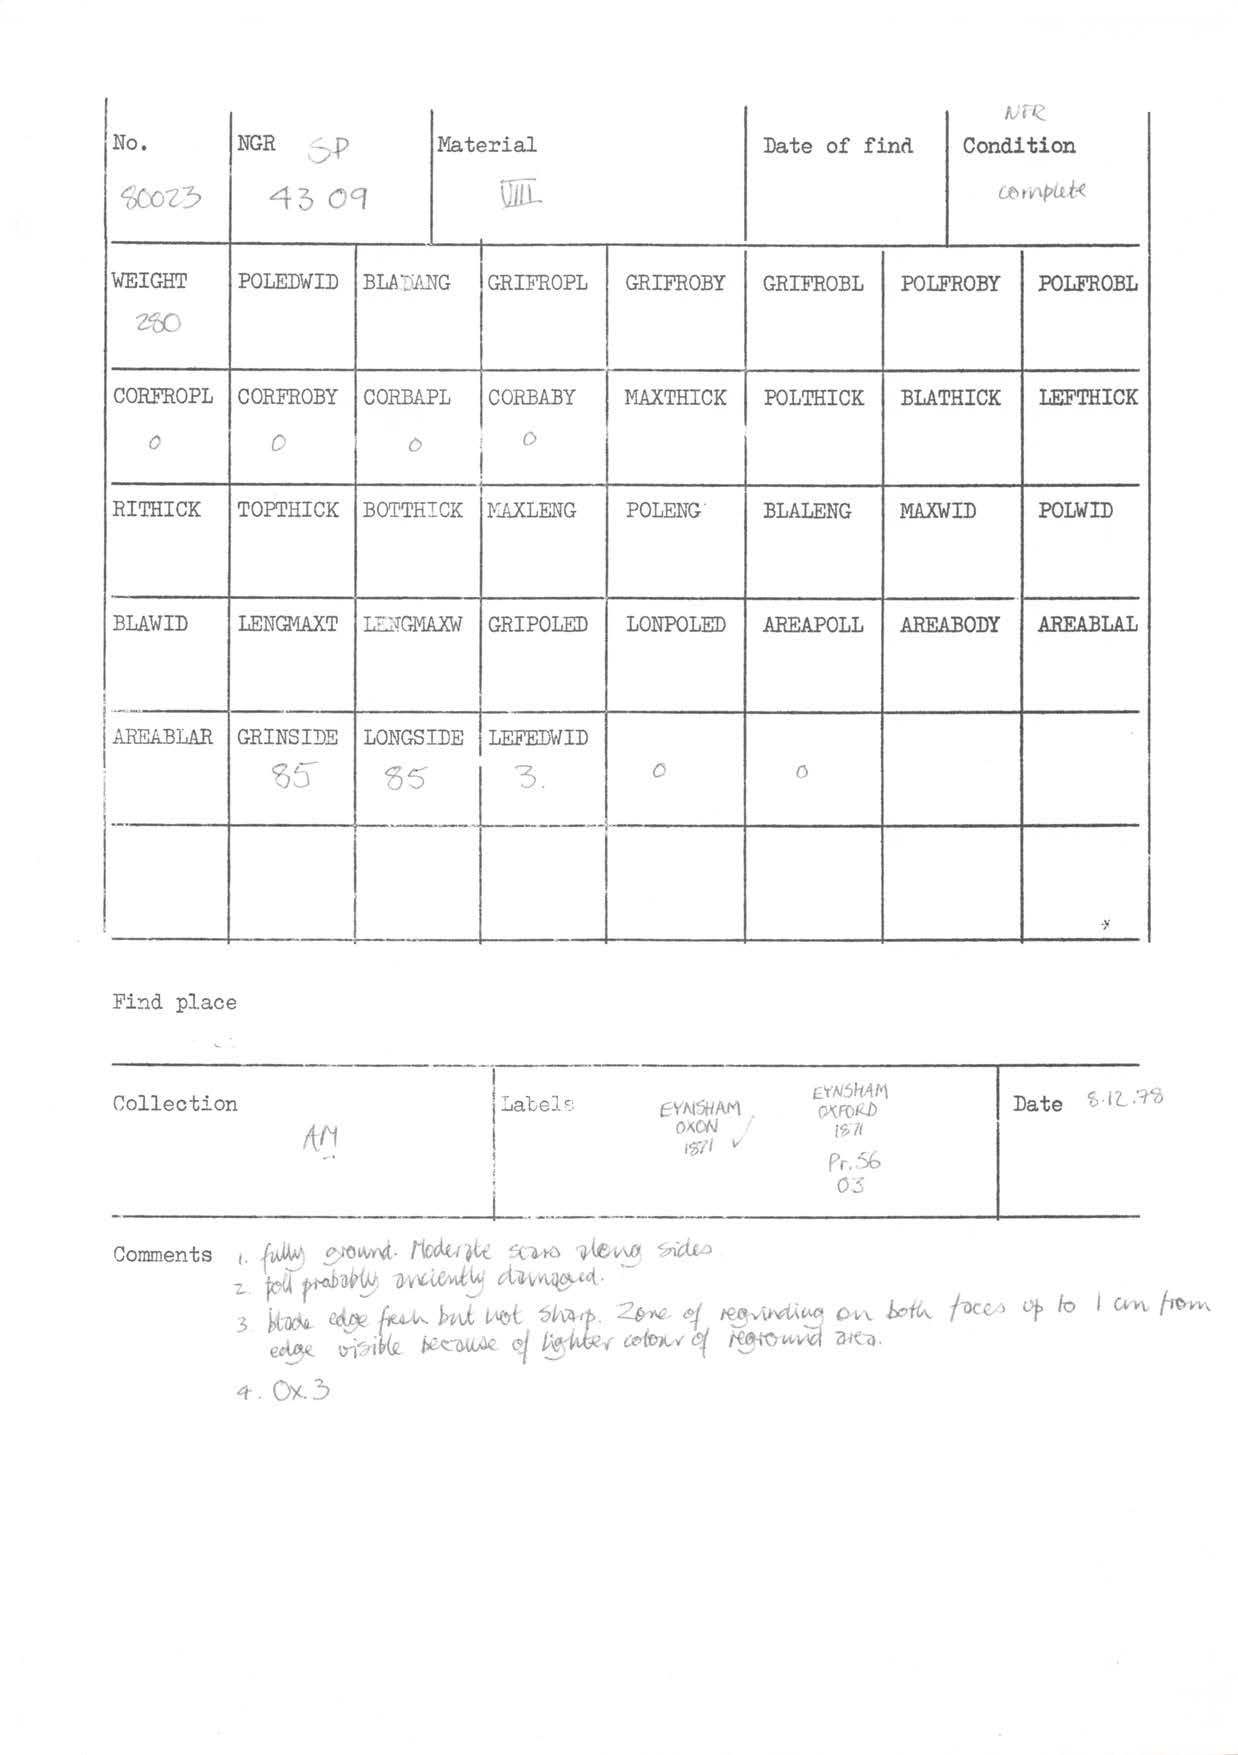 NFR
No. NGR SP Material Date of find Condition
80023 43 09 VIII complete
WEIGHT POLEDWID BLADANG GRIFROPL GRIFROBY GRIFROBL POLFROBY POLFROBL
280
CORFROPL CORFROBY CORBAPL CORBABY MAXTHICK POLTHICK BLATHICK LEFTHICK
0 0 0 0
RITHICK TOPTHICK BOTTHICK MAXLENG POLENG BLALENG MAXWID POLWID
BLAWID LENGMAXT LENGMAXW GRIPOLED LONPOLED AREAPOLL AREABODY AREABLAL
AREABLAR GRINSIDE LONGSIDE LEFEDWID
85 85 3. 0 0
Find place
Collection Labels Date 8.12.78
AM
EYNSHAM
OXON
1871 ✓
EYNSHAM
OXFORD
1871
Pr.56
03
Comments 1. fully ground. Moderate scars along sides
2. poll probably anciently damaged.
3 blade edge fresh but not sharp. Zone of regrinding on both faces up to 1 cm from
edge visible because of lighter colour of reground area.
4. Ox.3